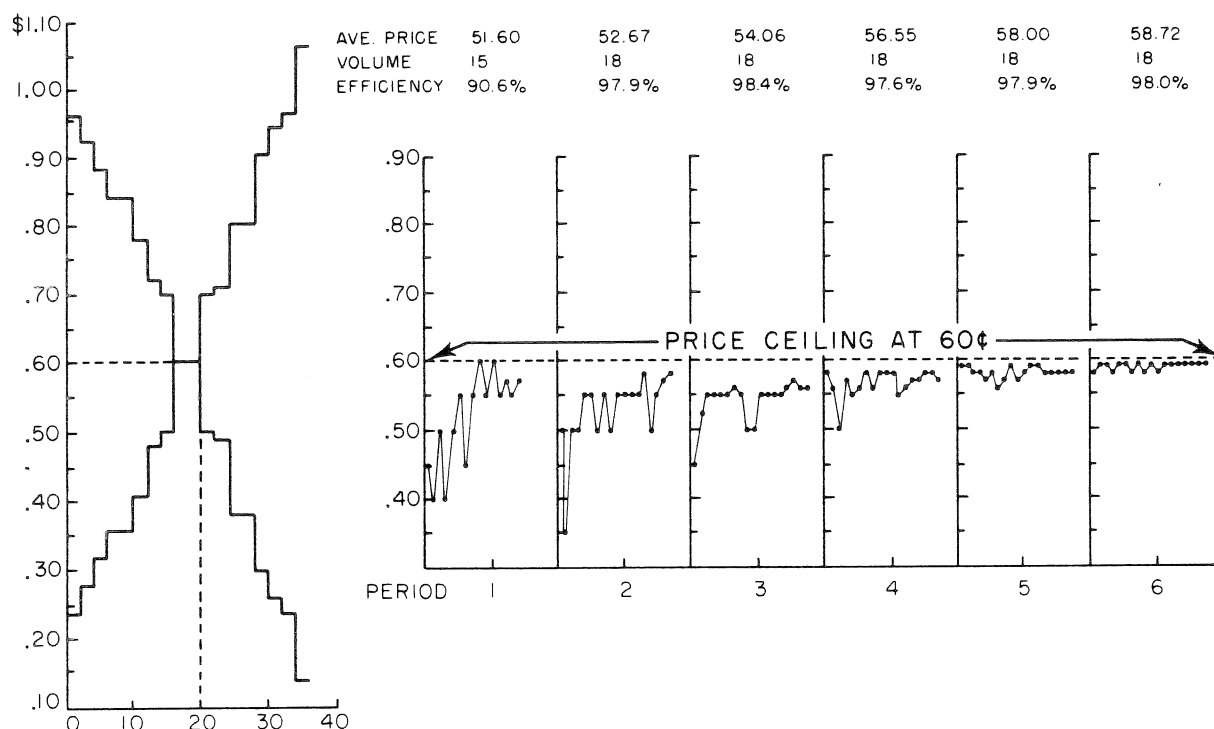 $1.10
1.00
.90
.80
.70
.60
.50
.40
.30
.20
.10
0 10 20 30 40
AVE. PRICE 51.60 52.67 54.06 56.55 58.00 58.72
VOLUME 15 18 18 18 18 18
EFFICIENCY 90.6% 97.9% 98.4% 97.6% 97.9% 98.0%
.90
.80
.70
PRICE CEILING AT 60¢
.60
.50
.40
PERIOD 1 2 3 4 5 6